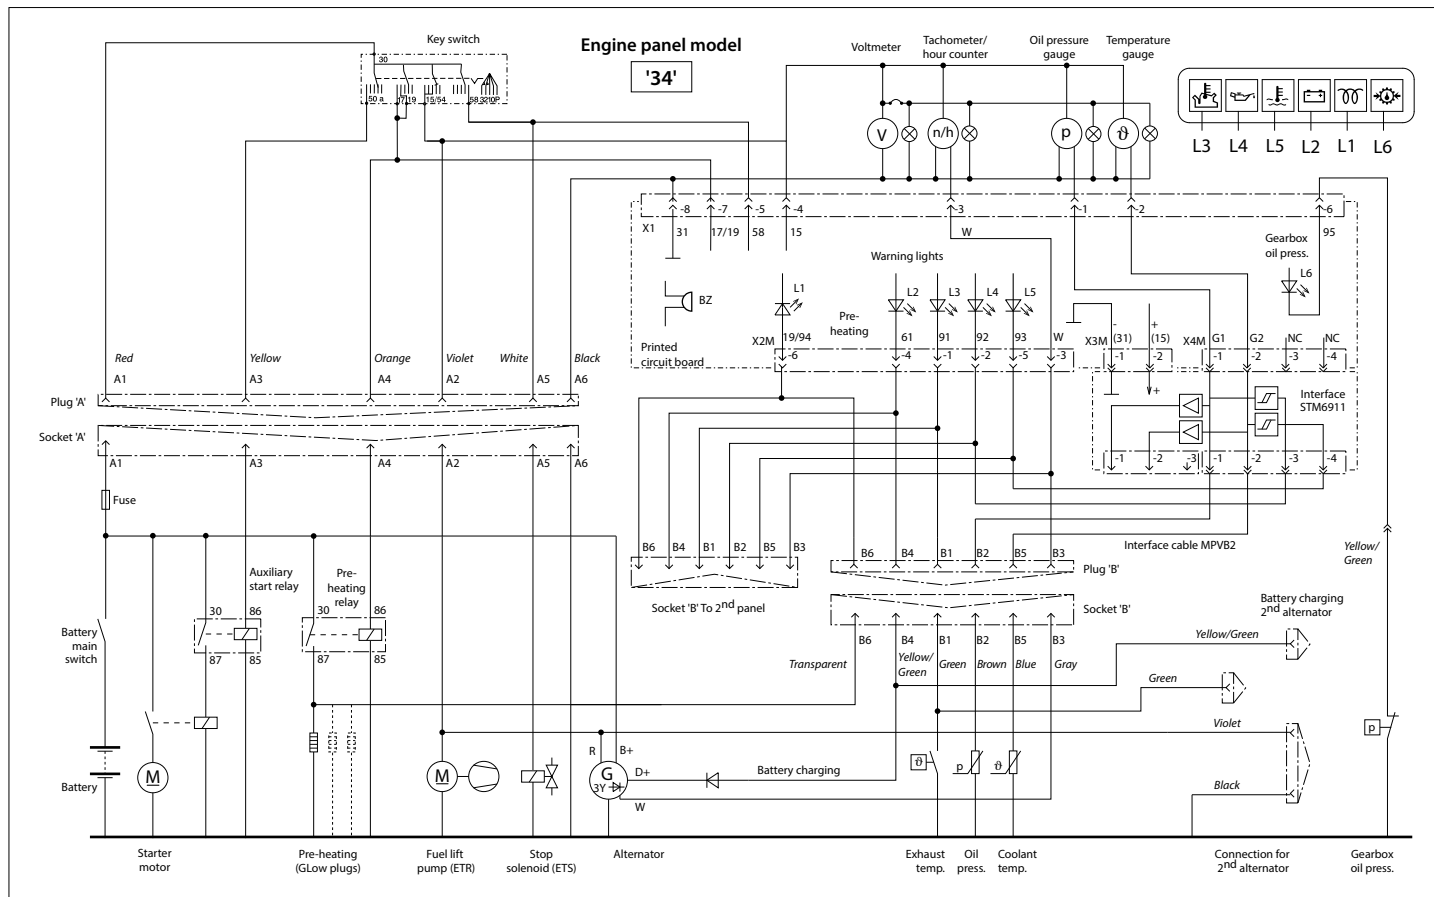 Engine panel model
'34'
Key switch
30
50 a
17
19
15/54
58
3210P
Voltmeter
Tachometer/
hour counter
Oil pressure
gauge
Temperature
gauge
V
n/h
p
ϑ
L3
L4
L5
L2
L1
L6
-8
-7
-5
-4
-3
-1
-2
-6
X1
31
17/19
58
15
W
95
Gearbox
oil press.
L6
Warning lights
BZ
L1
L2
L3
L4
L5
Pre-
heating
Printed
circuit board
X2M
19/94
61
91
92
93
W
-6
-4
-1
-2
-5
-3
X3M
-
(31)
+
(15)
X4M
G1
G2
NC
NC
-1
-2
-1
-2
-3
-4
+
Interface
STM6911
-1
-2
-3
-1
-2
-3
-4
Red
Yellow
Orange
Violet
White
Black
A1
A3
A4
A2
A5
A6
Plug 'A'
Socket 'A'
A1
A3
A4
A2
A5
A6
Fuse
B6
B4
B1
B2
B5
B3
Socket 'B' To 2nd panel
B6
B4
B1
B2
B5
B3
Interface cable MPVB2
Plug 'B'
Socket 'B'
B6
B4
B1
B2
B5
B3
Transparent
Yellow/
Green
Green
Brown
Blue
Gray
Yellow/
Green
Battery charging
2nd alternator
Yellow/Green
Green
Violet
Black
Auxiliary
start relay
Pre-
heating
relay
30
86
87
85
30
86
87
85
Battery
main
switch
Battery
M
M
R
B+
G
3Y
D+
W
Battery charging
ϑ
p
ϑ
p
Starter
motor
Pre-heating
(GLow plugs)
Fuel lift
pump (ETR)
Stop
solenoid (ETS)
Alternator
Exhaust
temp.
Oil
press.
Coolant
temp.
Connection for
2nd alternator
Gearbox
oil press.